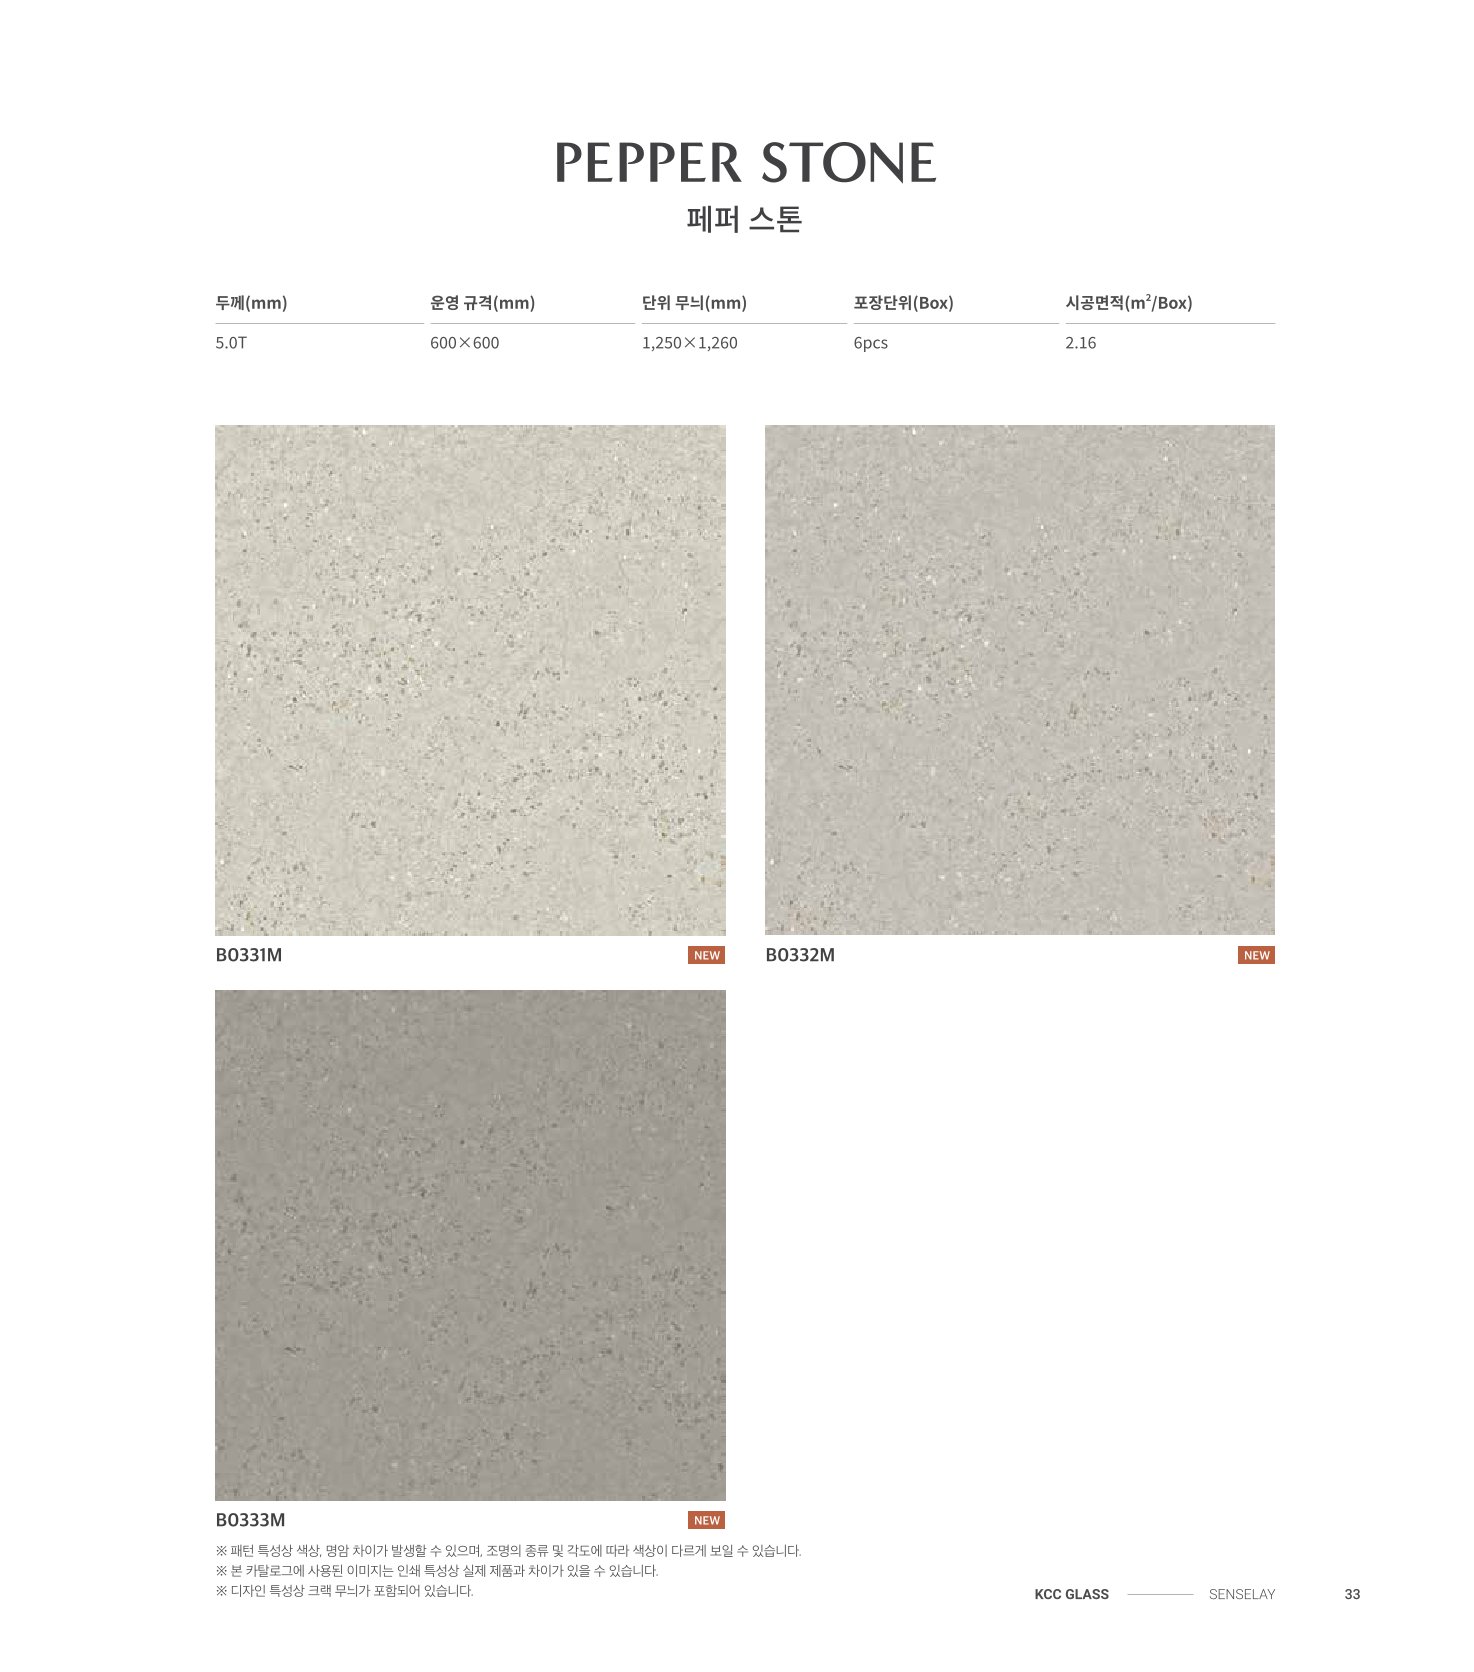 PEPPER STONE
페퍼 스톤
두께(mm) 운영 규격(mm) 단위 무늬(mm) 포장단위(Box) 시공면적(m²/Box)
5.0T 600×600 1,250×1,260 6pcs 2.16
B0331M NEW B0332M NEW
B0333M NEW
※ 패턴 특성상 색상, 명암 차이가 발생할 수 있으며, 조명의 종류 및 각도에 따라 색상이 다르게 보일 수 있습니다.
※ 본 카탈로그에 사용된 이미지는 인쇄 특성상 실제 제품과 차이가 있을 수 있습니다.
※ 디자인 특성상 크랙 무늬가 포함되어 있습니다.
KCC GLASS SENSELAY 33